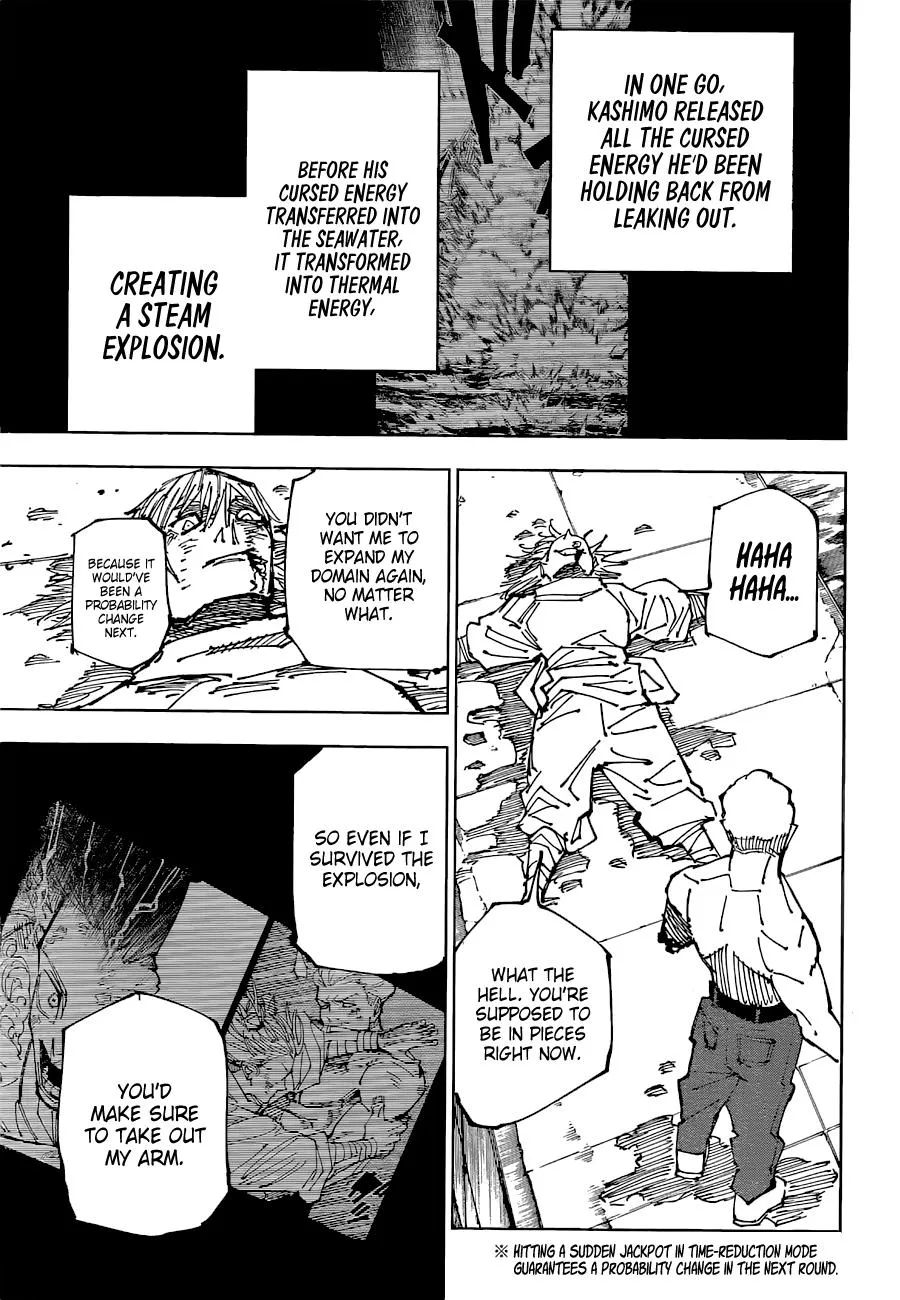 IN ONE GO,
KASHIMO RELEASED
ALL THE CURSED
ENERGY HE'D BEEN
HOLDING BACK FROM
LEAKING OUT.
BEFORE HIS
CURSED ENERGY
TRANSFERRED INTO
THE SEAWATER,
IT TRANSFORMED
INTO THERMAL
ENERGY,
CREATING
A STEAM
EXPLOSION.
HAHA
HAHA...
WHAT THE
HELL. YOU'RE
SUPPOSED TO
BE IN PIECES
RIGHT NOW.
YOU DIDN'T
WANT ME TO
EXPAND MY
DOMAIN AGAIN,
NO MATTER
WHAT.
BECAUSE IT
WOULD'VE
BEEN A
PROBABILITY
CHANGE
NEXT.
SO EVEN IF I
SURVIVED THE
EXPLOSION,
YOU'D
MAKE SURE
TO TAKE OUT
MY ARM.
※ HITTING A SUDDEN JACKPOT IN TIME-REDUCTION MODE
GUARANTEES A PROBABILITY CHANGE IN THE NEXT ROUND.